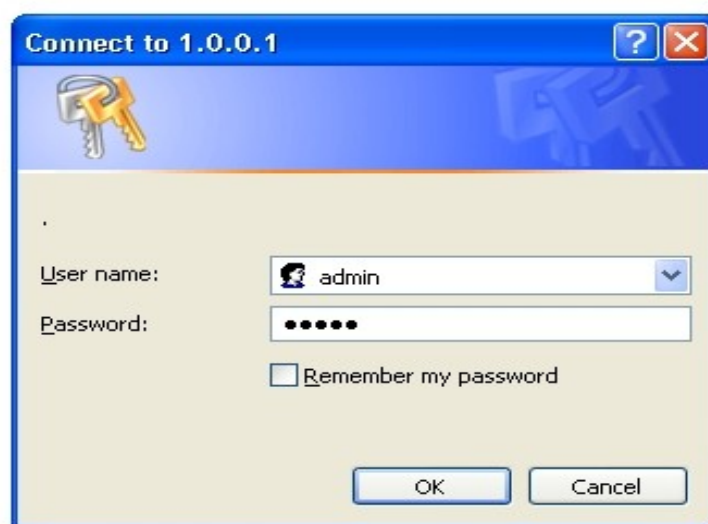 Connect to 1.0.0.1
.
User name: admin
Password: •••••
Remember my password
OK Cancel